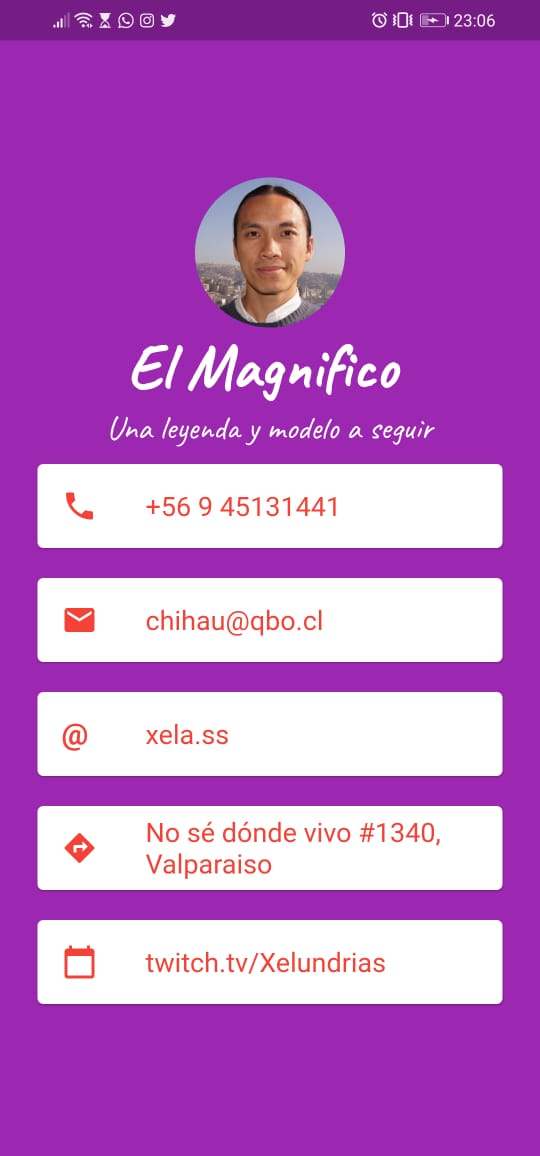 23:06
El Magnifico
Una leyenda y modelo a seguir
+56 9 45131441
chihau@qbo.cl
@ xela.ss
No sé dónde vivo #1340,
Valparaiso
twitch.tv/Xelundrias